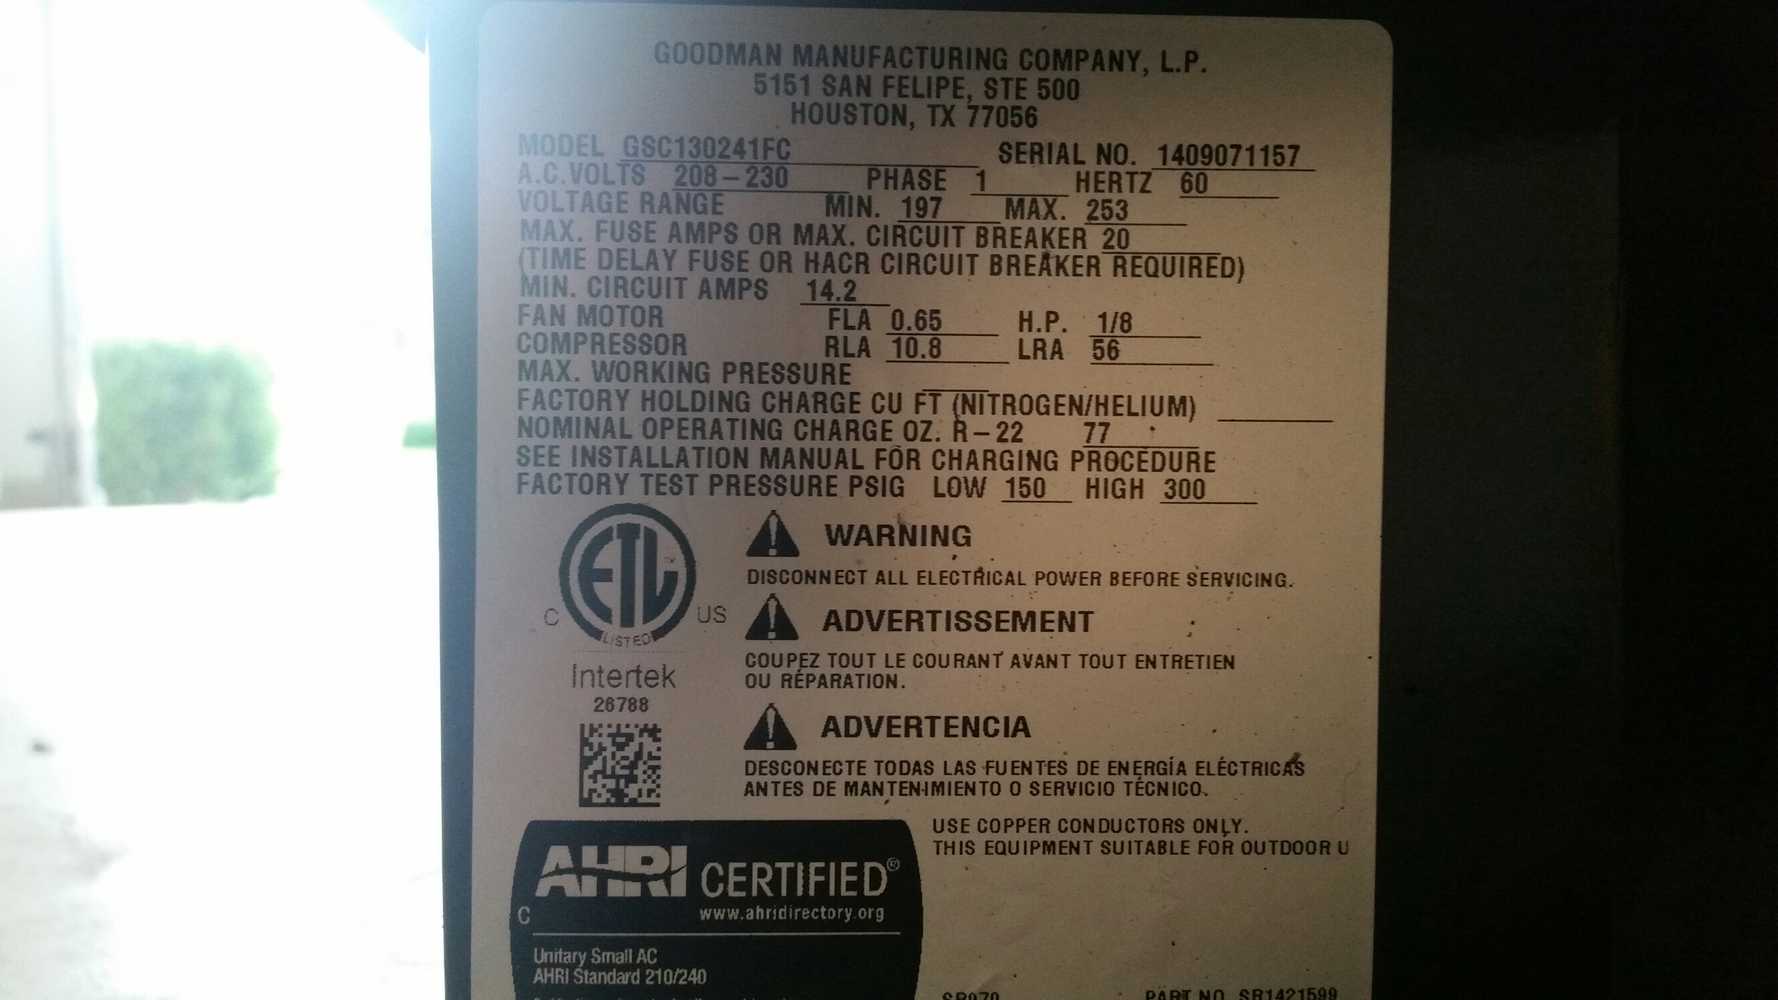 GOODMAN MANUFACTURING COMPANY, L.P.
5151 SAN FELIPE, STE 500
HOUSTON, TX 77056
MODEL GSC130241FC SERIAL NO. 1409071157
A.C. VOLTS 208-230 PHASE 1 HERTZ 60
VOLTAGE RANGE MIN. 197 MAX. 253
MAX. FUSE AMPS OR MAX. CIRCUIT BREAKER 20
(TIME DELAY FUSE OR HACR CIRCUIT BREAKER REQUIRED)
MIN. CIRCUIT AMPS 14.2
FAN MOTOR FLA 0.65 H.P. 1/8
COMPRESSOR RLA 10.8 LRA 56
MAX. WORKING PRESSURE
FACTORY HOLDING CHARGE CU FT (NITROGEN/HELIUM)
NOMINAL OPERATING CHARGE OZ. R-22 77
SEE INSTALLATION MANUAL FOR CHARGING PROCEDURE
FACTORY TEST PRESSURE PSIG LOW 150 HIGH 300
ETL
C US
LISTED
Intertek
26788
WARNING
DISCONNECT ALL ELECTRICAL POWER BEFORE SERVICING.
ADVERTISSEMENT
COUPEZ TOUT LE COURANT AVANT TOUT ENTRETIEN
OU RÉPARATION.
ADVERTENCIA
DESCONECTE TODAS LAS FUENTES DE ENERGÍA ELÉCTRICAS
ANTES DE MANTENIMIENTO O SERVICIO TÉCNICO.
USE COPPER CONDUCTORS ONLY.
THIS EQUIPMENT SUITABLE FOR OUTDOOR U
AHRI CERTIFIED®
C
www.ahridirectory.org
Unitary Small AC
AHRI Standard 210/240
PART NO. SR1421599